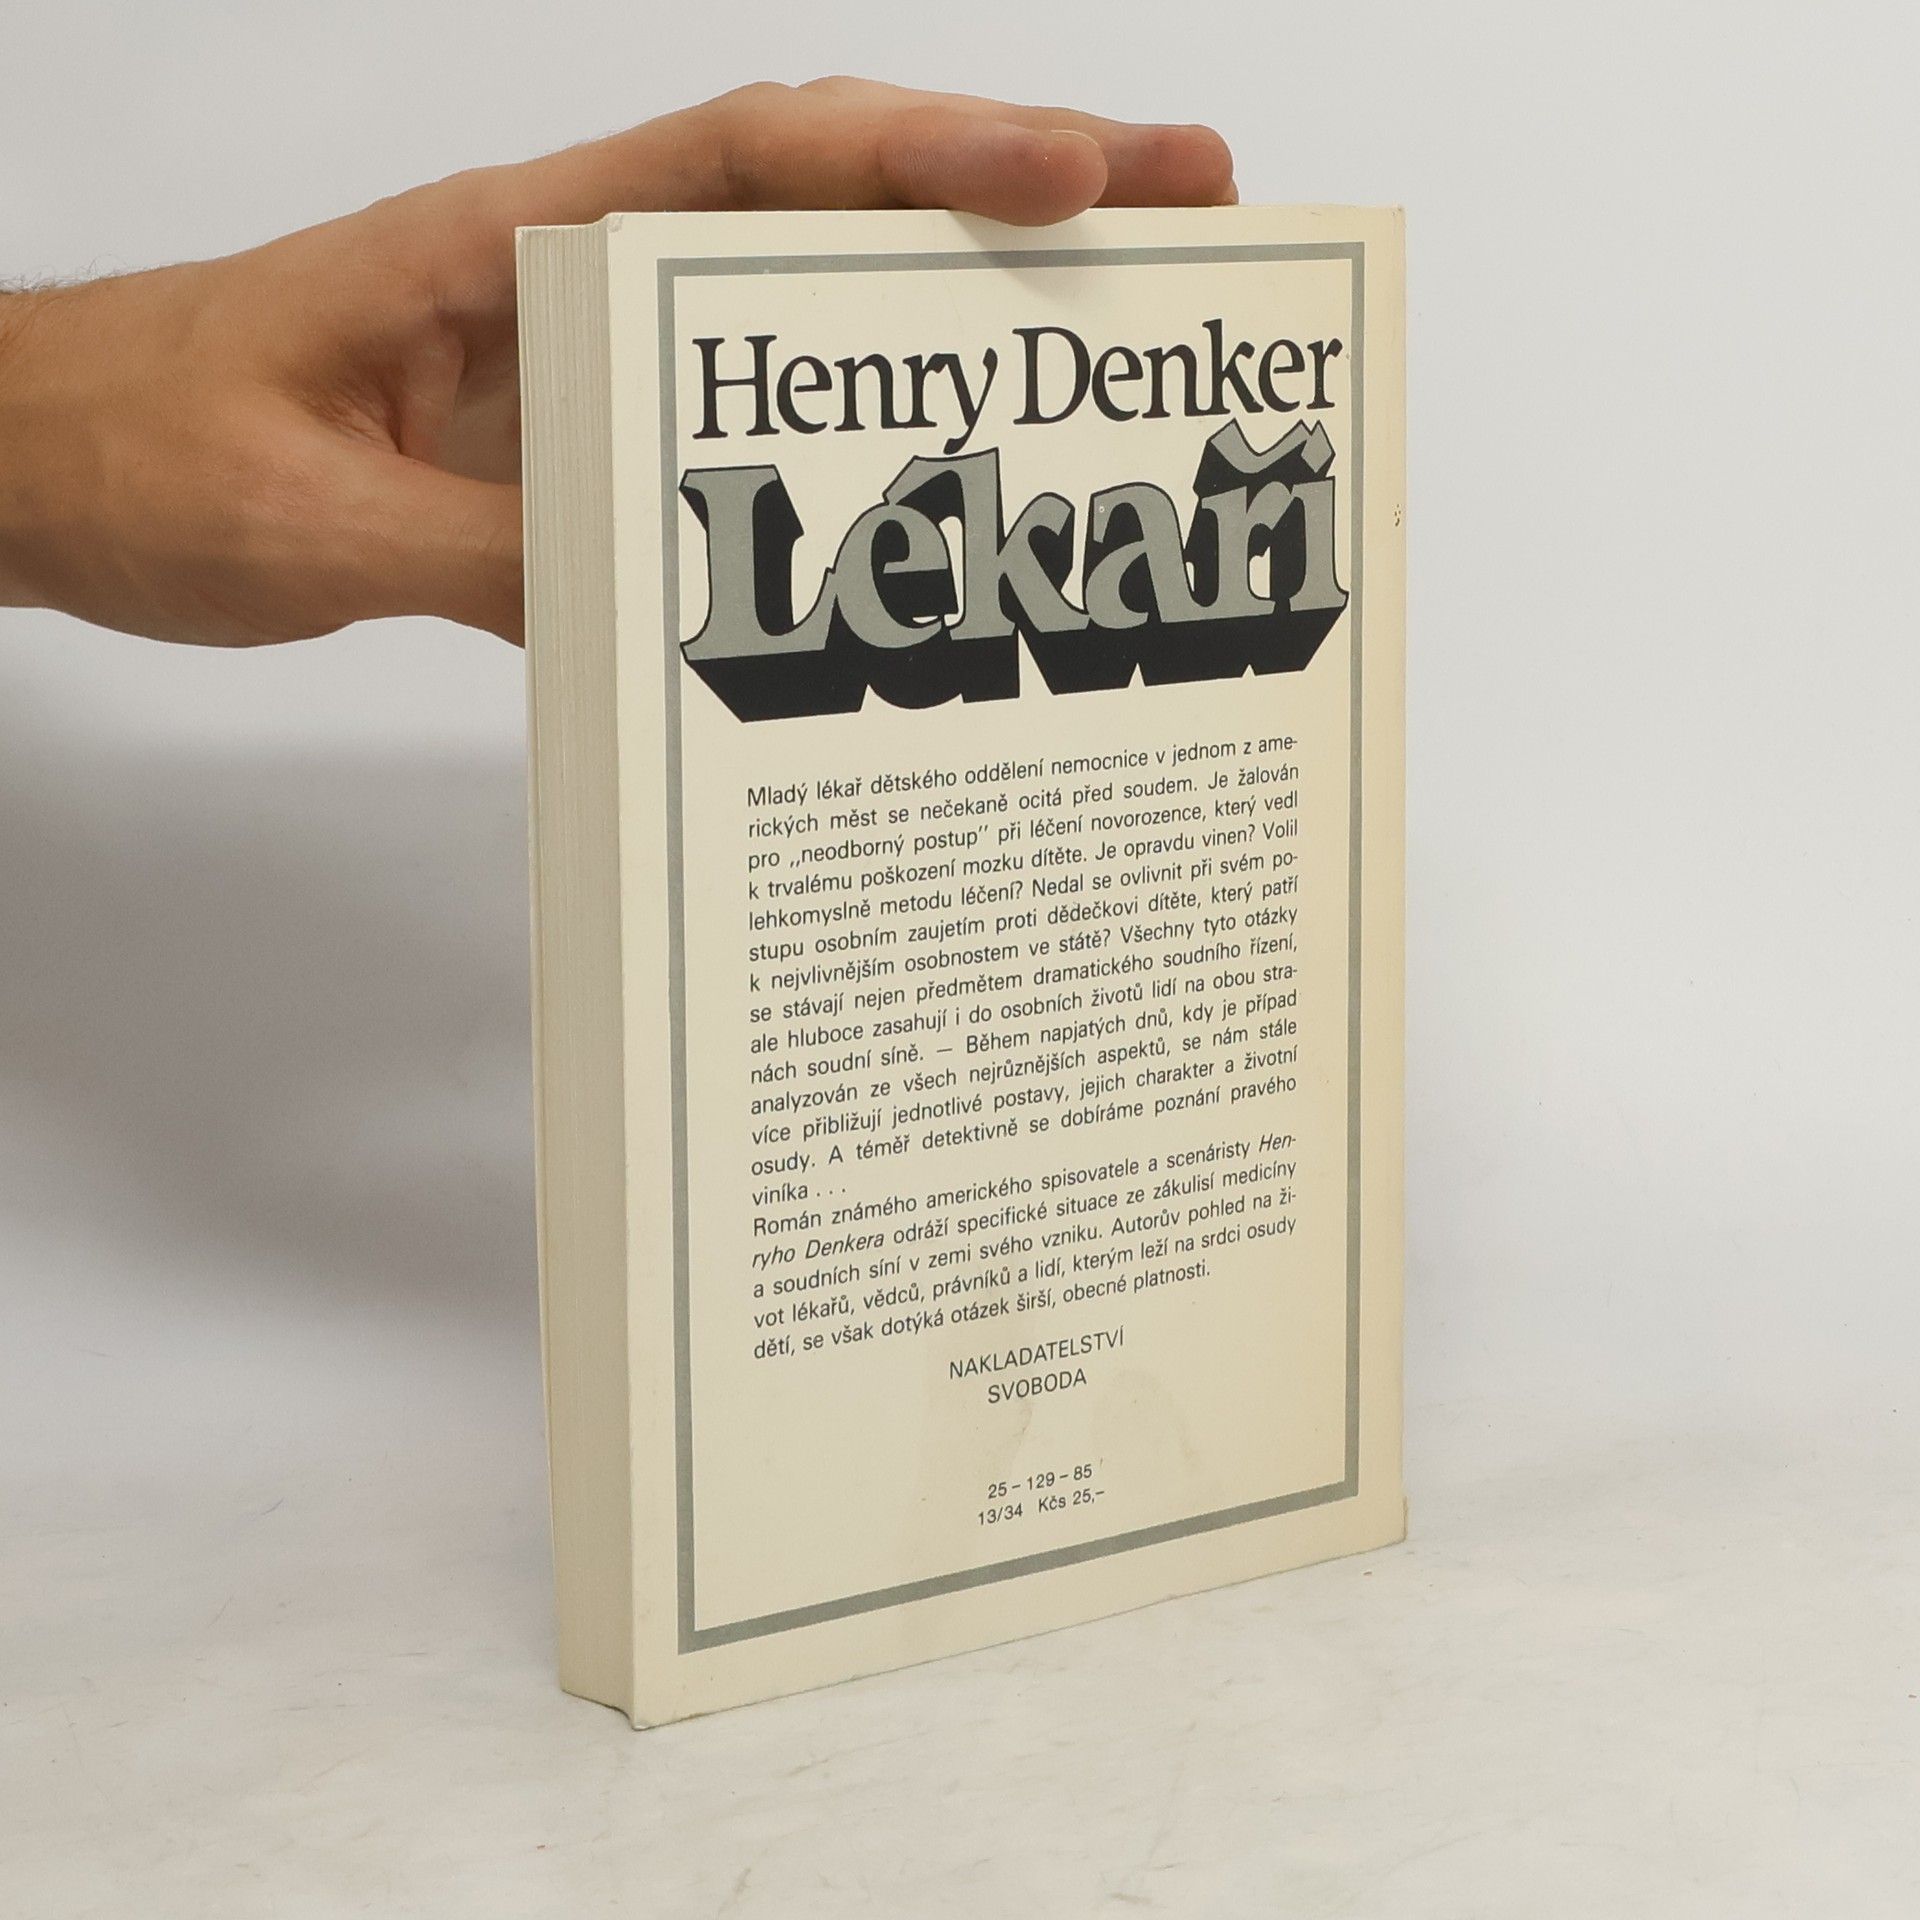 Henry Denker
Lékaři
Mladý lékař dětského oddělení nemocnice v jednom z ame-
rických měst se nečekaně ocitá před soudem. Je žalován
pro „neodborný postup" při léčení novorozence, který vedl
k trvalému poškození mozku dítěte. Je opravdu vinen? Volil
lehkomyslně metodu léčení? Nedal se ovlivnit při svém po-
stupu osobním zaujetím proti dědečkovi dítěte, který patří
k nejvlivnějším osobnostem ve státě? Všechny tyto otázky
se stávají nejen předmětem dramatického soudního řízení,
ale hluboce zasahují i do osobních životů lidí na obou stra-
nách soudní síně. — Během napjatých dnů, kdy je případ
analyzován ze všech nejrůznějších aspektů, se nám stále
více přibližují jednotlivé postavy, jejich charakter a životní
osudy. A téměř detektivně se dobíráme poznání pravého
viníka . . .
Román známého amerického spisovatele a scenáristy Hen-
ryho Denkera odráží specifické situace ze zákulisí medicíny
a soudních síní v zemi svého vzniku. Autorův pohled na ži-
vot lékařů, vědců, právníků a lidí, kterým leží na srdci osudy
dětí, se však dotýká otázek širší, obecné platnosti.
NAKLADATELSTVÍ
SVOBODA
25 – 129 – 85
13/34 Kčs 25,–